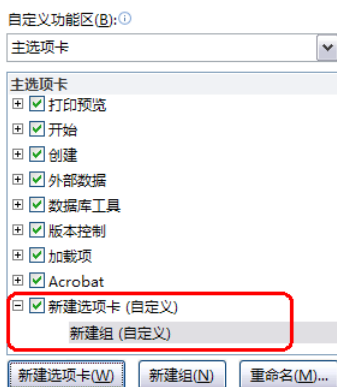 自定义功能区(B):
主选项卡
主选项卡
打印预览
开始
创建
外部数据
数据库工具
版本控制
加载项
Acrobat
新建选项卡 (自定义)
新建组 (自定义)
新建选项卡(W) 新建组(N) 重命名(M)...